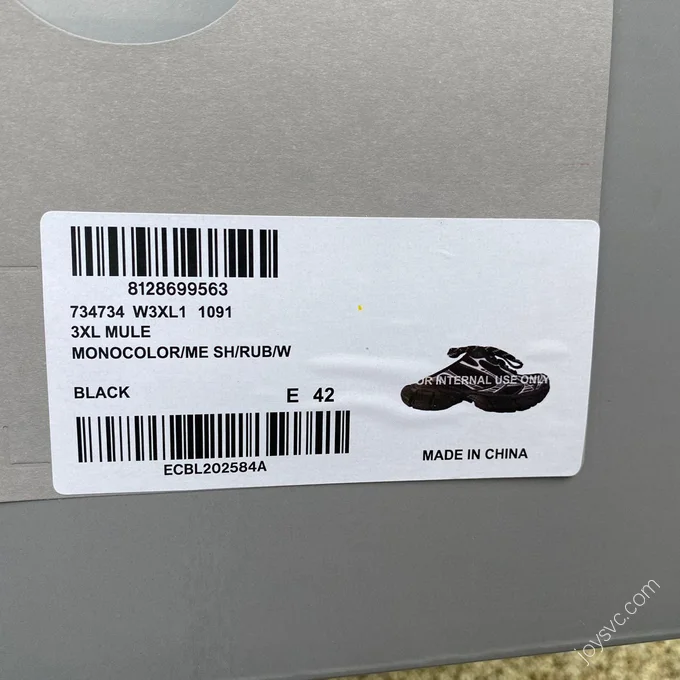 8128699563
734734 W3XL1 1091
3XL MULE
MONOCOLOR/ME SH/RUB/W
BLACK
E 42
OR INTERNAL USE ONLY
ECBL202584A
MADE IN CHINA
joysvc.com